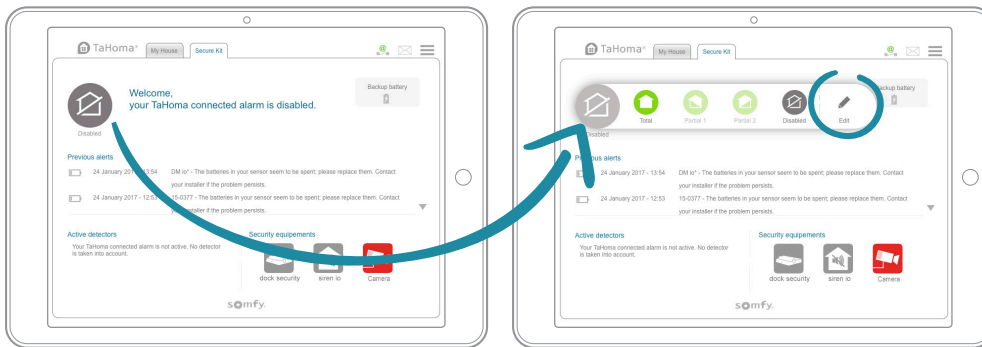 TaHoma®
My House
Secure Kit
@
Welcome,
your TaHoma connected alarm is disabled.
Backup battery
Disabled
Previous alerts
24 January 2017 - 13:54 DM io° - The batteries in your sensor seem to be spent; please replace them. Contact
your installer if the problem persists.
24 January 2017 - 12:53 15-0377 - The batteries in your sensor seem to be spent; please replace them. Contact
your installer if the problem persists.
Active detectors
Your TaHoma connected alarm is not active. No detector
is taken into account.
Security equipements
dock security
siren io
Camera
somfy.
TaHoma®
My House
Secure Kit
@
Backup battery
Total
Partial 1
Partial 2
Disabled
Edit
Disabled
Previous alerts
24 January 2017 - 13:54 DM io° - The batteries in your sensor seem to be spent; please replace them. Contact
your installer if the problem persists.
24 January 2017 - 12:53 15-0377 - The batteries in your sensor seem to be spent; please replace them. Contact
your installer if the problem persists.
Active detectors
Your TaHoma connected alarm is not active. No detector
is taken into account.
Security equipements
dock security
siren io
Camera
somfy.